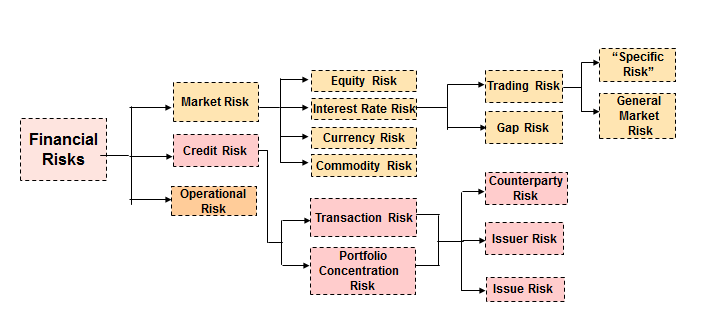 Financial
Risks
Market Risk
Credit Risk
Operational
Risk
Equity Risk
Interest Rate Risk
Currency Risk
Commodity Risk
Trading Risk
Gap Risk
“Specific
Risk”
General
Market
Risk
Transaction Risk
Portfolio
Concentration
Risk
Counterparty
Risk
Issuer Risk
Issue Risk